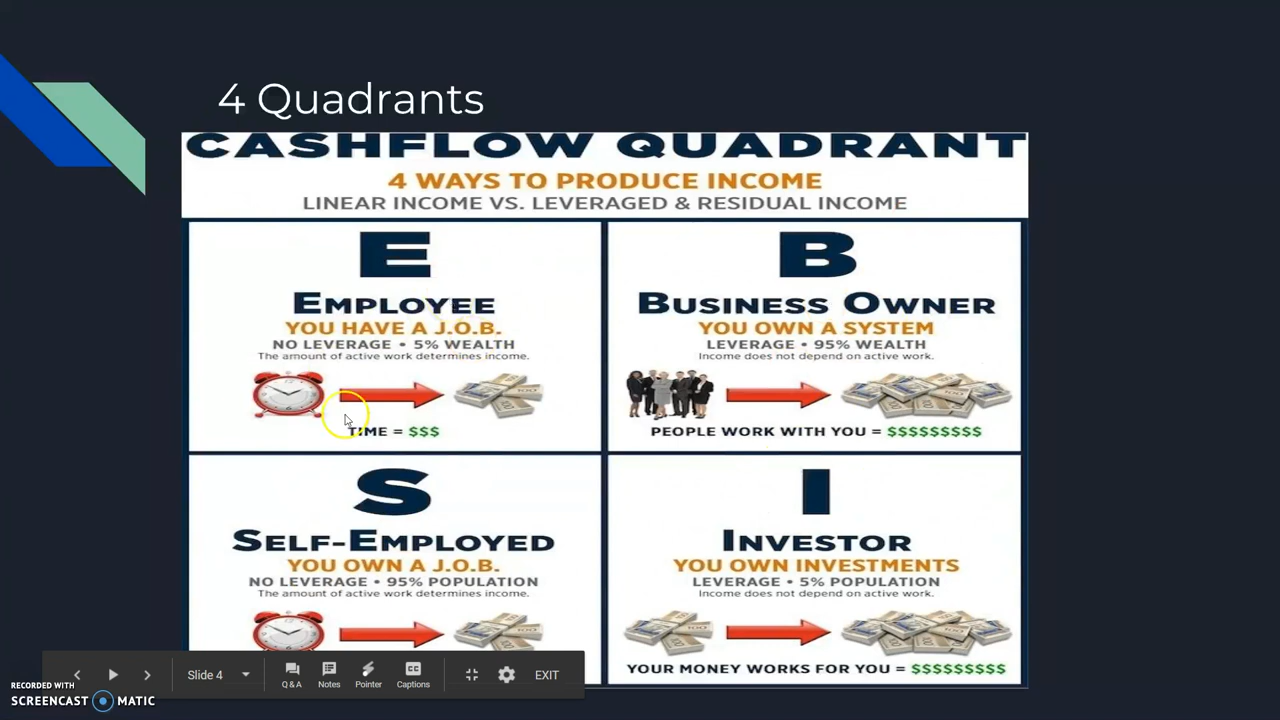 4 Quadrants
CASHFLOW QUADRANT
4 WAYS TO PRODUCE INCOME
LINEAR INCOME VS. LEVERAGED & RESIDUAL INCOME
E
EMPLOYEE
YOU HAVE A J.O.B.
NO LEVERAGE • 5% WEALTH
The amount of active work determines income.
TIME = $$$
B
BUSINESS OWNER
YOU OWN A SYSTEM
LEVERAGE • 95% WEALTH
Income does not depend on active work.
PEOPLE WORK WITH YOU = $$$$$$$$$
S
SELF-EMPLOYED
YOU OWN A J.O.B.
NO LEVERAGE • 95% POPULATION
The amount of active work determines income.
I
INVESTOR
YOU OWN INVESTMENTS
LEVERAGE • 5% POPULATION
Income does not depend on active work.
YOUR MONEY WORKS FOR YOU = $$$$$$$$$
Slide 4
Q & A
Notes
Pointer
CC
Captions
EXIT
RECORDED WITH
SCREENCAST MATIC